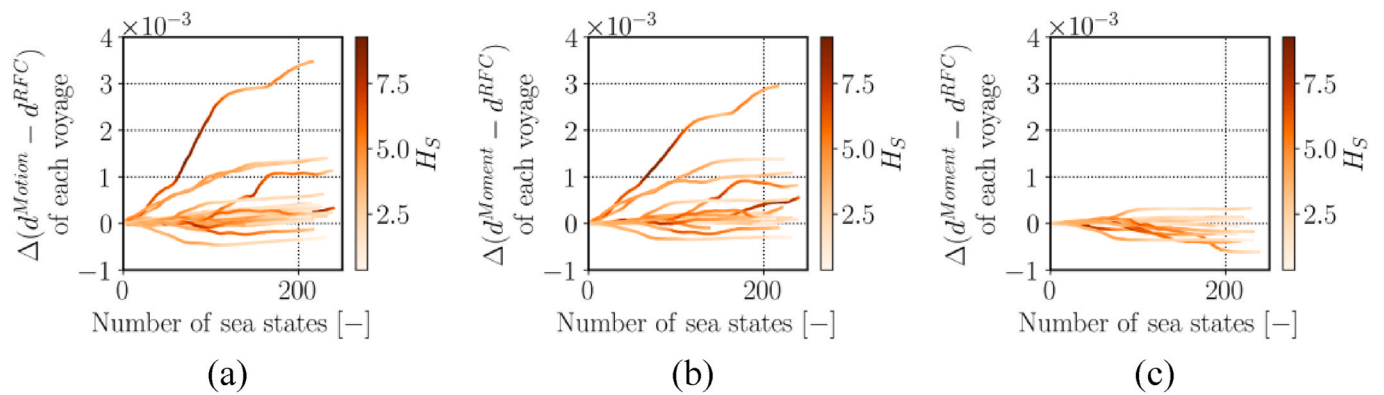 ×10⁻³
4
3
2
1
0
−1
0
200
Δ(d^{Motion} − d^{RFC})
of each voyage
Number of sea states [−]
7.5
5.0
2.5
H_S
(a)
×10⁻³
4
3
2
1
0
−1
0
200
Δ(d^{Moment} − d^{RFC})
of each voyage
Number of sea states [−]
7.5
5.0
2.5
H_S
(b)
×10⁻³
4
3
2
1
0
−1
0
200
Δ(d^{Moment} − d^{RFC})
of each voyage
Number of sea states [−]
7.5
5.0
2.5
H_S
(c)